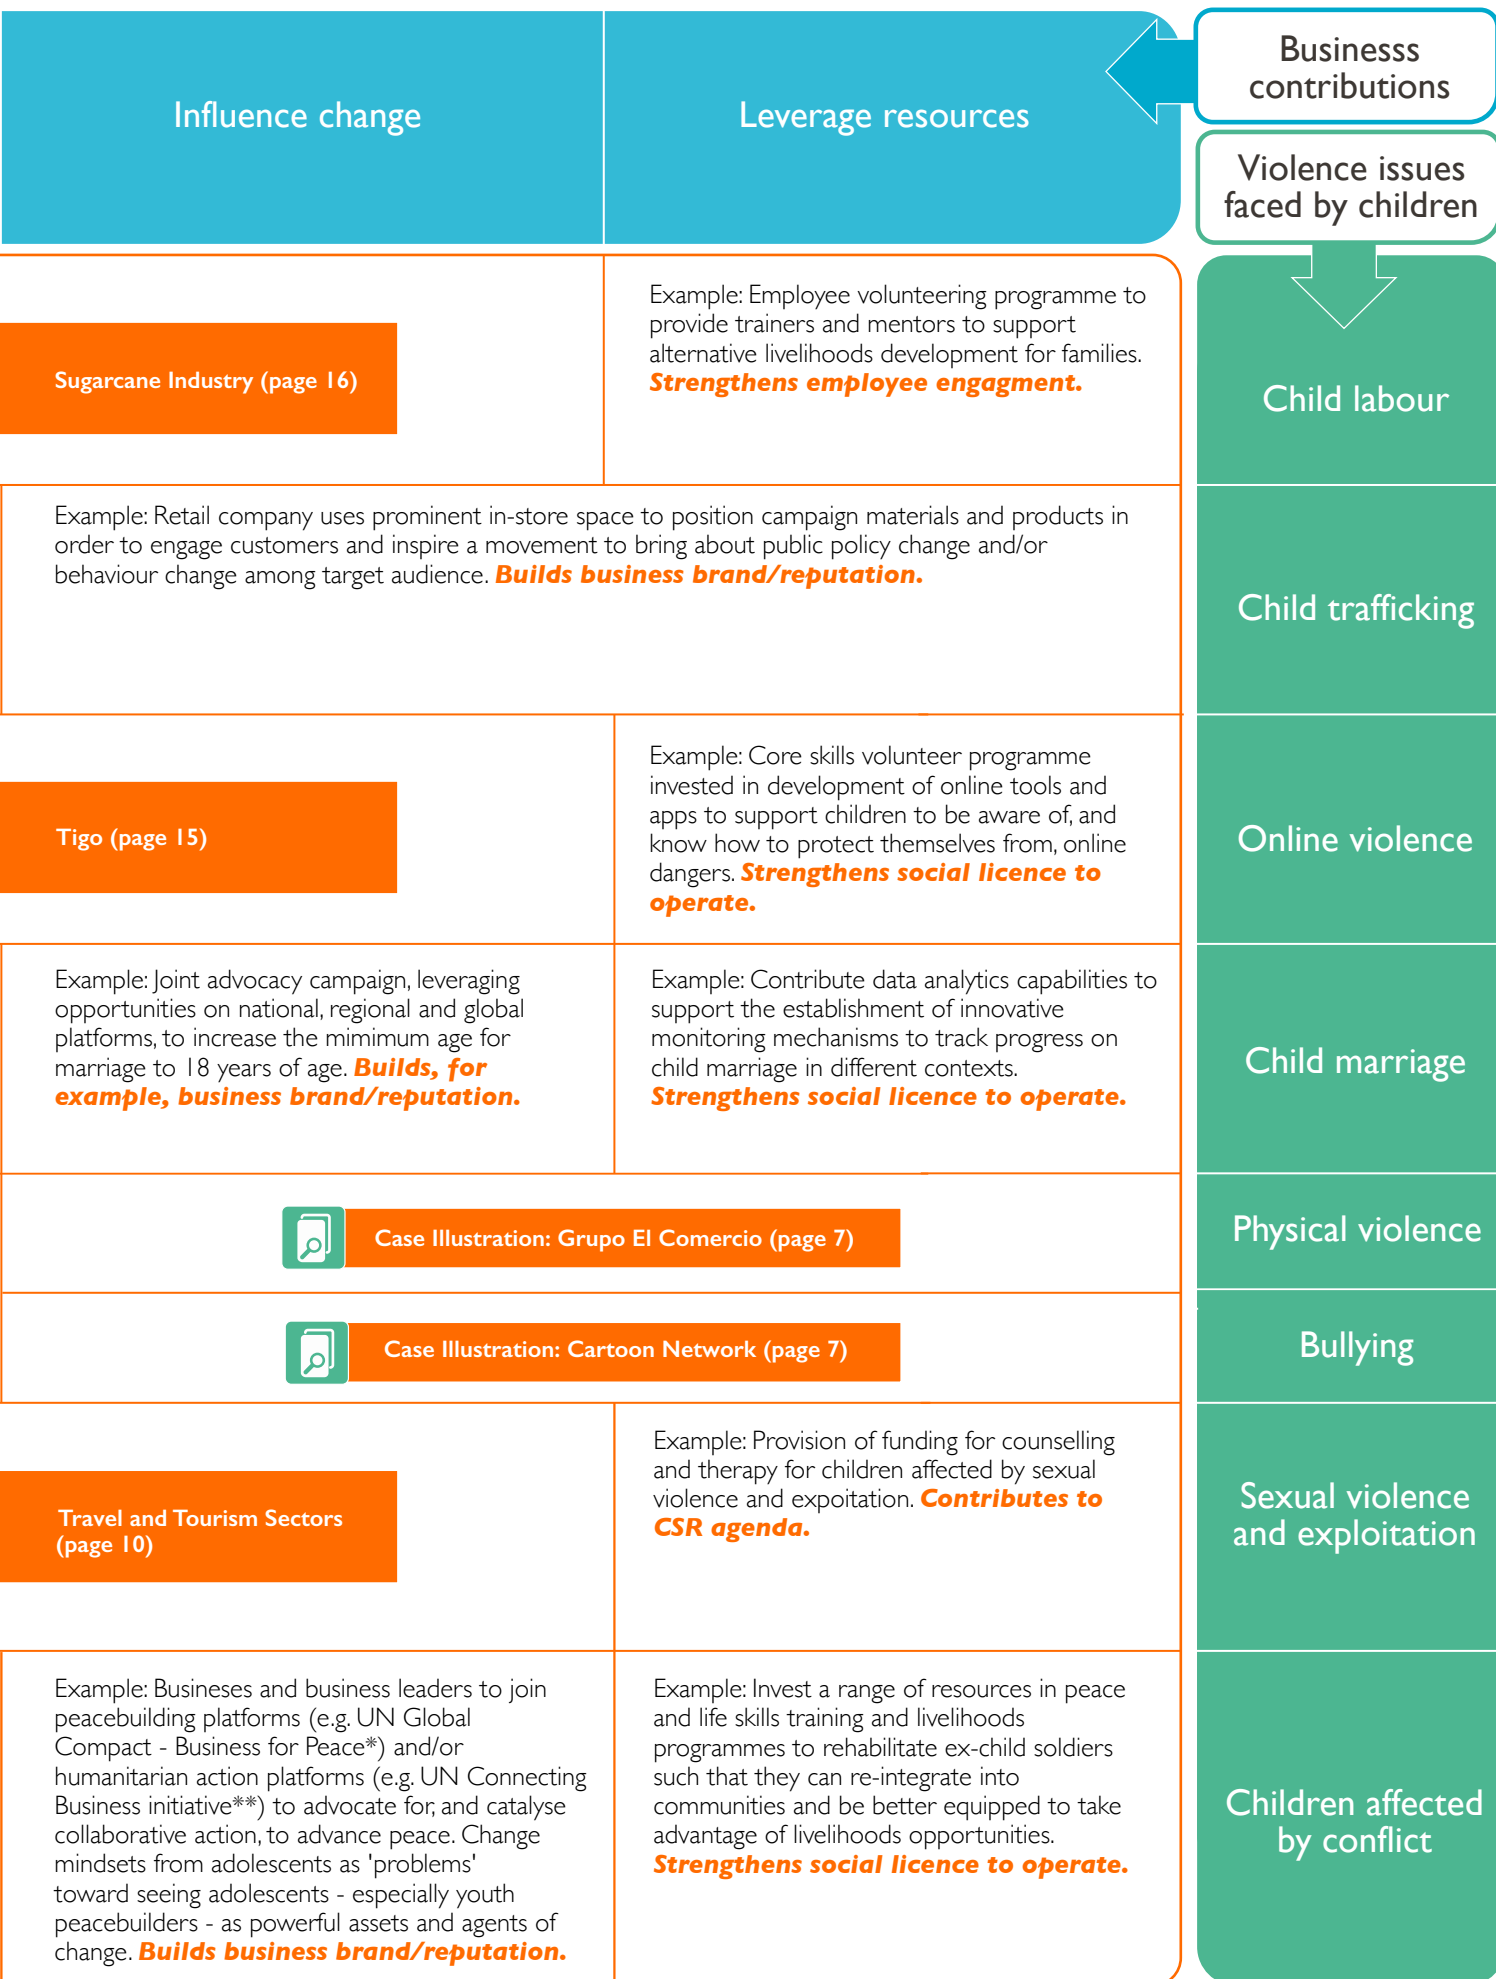 Influence change
Leverage resources
Businesss
contributions
Violence issues
faced by children
Sugarcane Industry (page 16)
Example: Employee volunteering programme to
provide trainers and mentors to support
alternative livelihoods development for families.
Strengthens employee engagment.
Child labour
Example: Retail company uses prominent in-store space to position campaign materials and products in
order to engage customers and inspire a movement to bring about public policy change and/or
behaviour change among target audience. Builds business brand/reputation.
Child trafficking
Tigo (page 15)
Example: Core skills volunteer programme
invested in development of online tools and
apps to support children to be aware of, and
know how to protect themselves from, online
dangers. Strengthens social licence to
operate.
Online violence
Example: Joint advocacy campaign, leveraging
opportunities on national, regional and global
platforms, to increase the mimimum age for
marriage to 18 years of age. Builds, for
example, business brand/reputation.
Example: Contribute data analytics capabilities to
support the establishment of innovative
monitoring mechanisms to track progress on
child marriage in different contexts.
Strengthens social licence to operate.
Child marriage
Case Illustration: Grupo El Comercio (page 7)
Physical violence
Case Illustration: Cartoon Network (page 7)
Bullying
Travel and Tourism Sectors
(page 10)
Example: Provision of funding for counselling
and therapy for children affected by sexual
violence and expoitation. Contributes to
CSR agenda.
Sexual violence
and exploitation
Example: Busineses and business leaders to join
peacebuilding platforms (e.g. UN Global
Compact - Business for Peace*) and/or
humanitarian action platforms (e.g. UN Connecting
Business initiative**) to advocate for, and catalyse
collaborative action, to advance peace. Change
mindsets from adolescents as 'problems'
toward seeing adolescents - especially youth
peacebuilders - as powerful assets and agents of
change. Builds business brand/reputation.
Example: Invest a range of resources in peace
and life skills training and livelihoods
programmes to rehabilitate ex-child soldiers
such that they can re-integrate into
communities and be better equipped to take
advantage of livelihoods opportunities.
Strengthens social licence to operate.
Children affected
by conflict